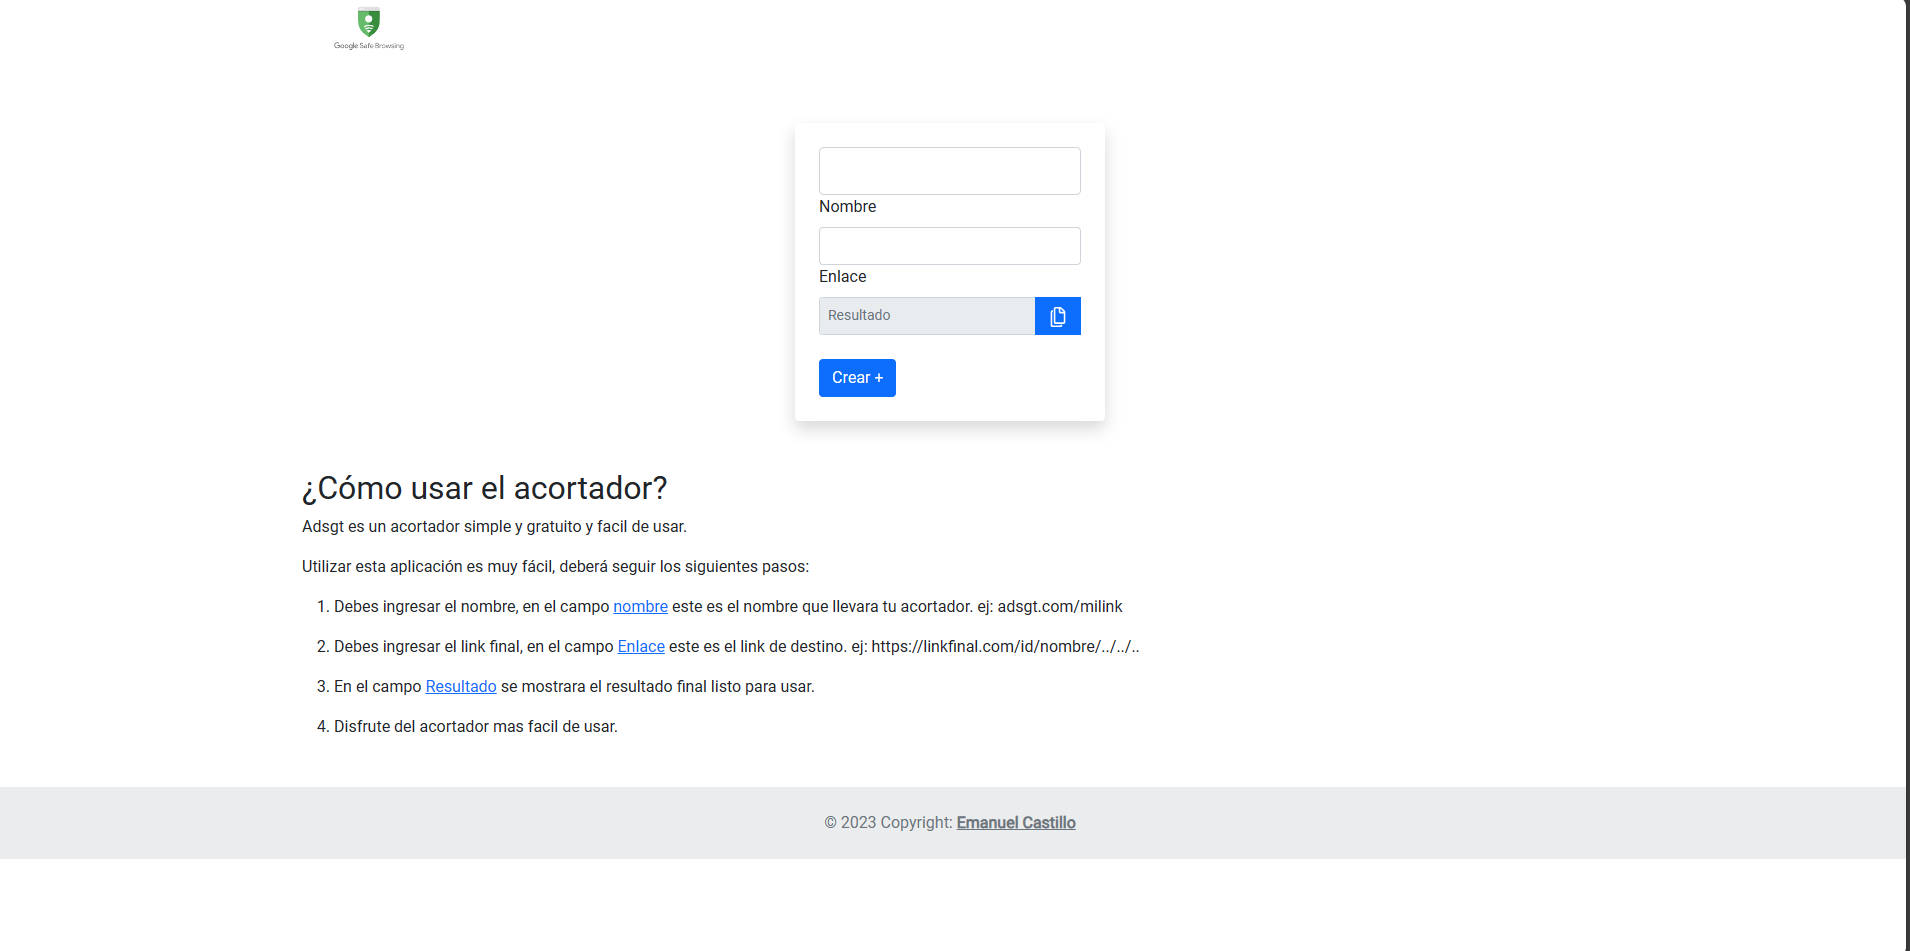 Google Safe Browsing
Nombre
Enlace
Resultado
Crear +
¿Cómo usar el acortador?
Adsgt es un acortador simple y gratuito y facil de usar.
Utilizar esta aplicación es muy fácil, deberá seguir los siguientes pasos:
1. Debes ingresar el nombre, en el campo nombre este es el nombre que llevara tu acortador. ej: adsgt.com/milink
2. Debes ingresar el link final, en el campo Enlace este es el link de destino. ej: https://linkfinal.com/id/nombre/../../..
3. En el campo Resultado se mostrara el resultado final listo para usar.
4. Disfrute del acortador mas facil de usar.
© 2023 Copyright: Emanuel Castillo